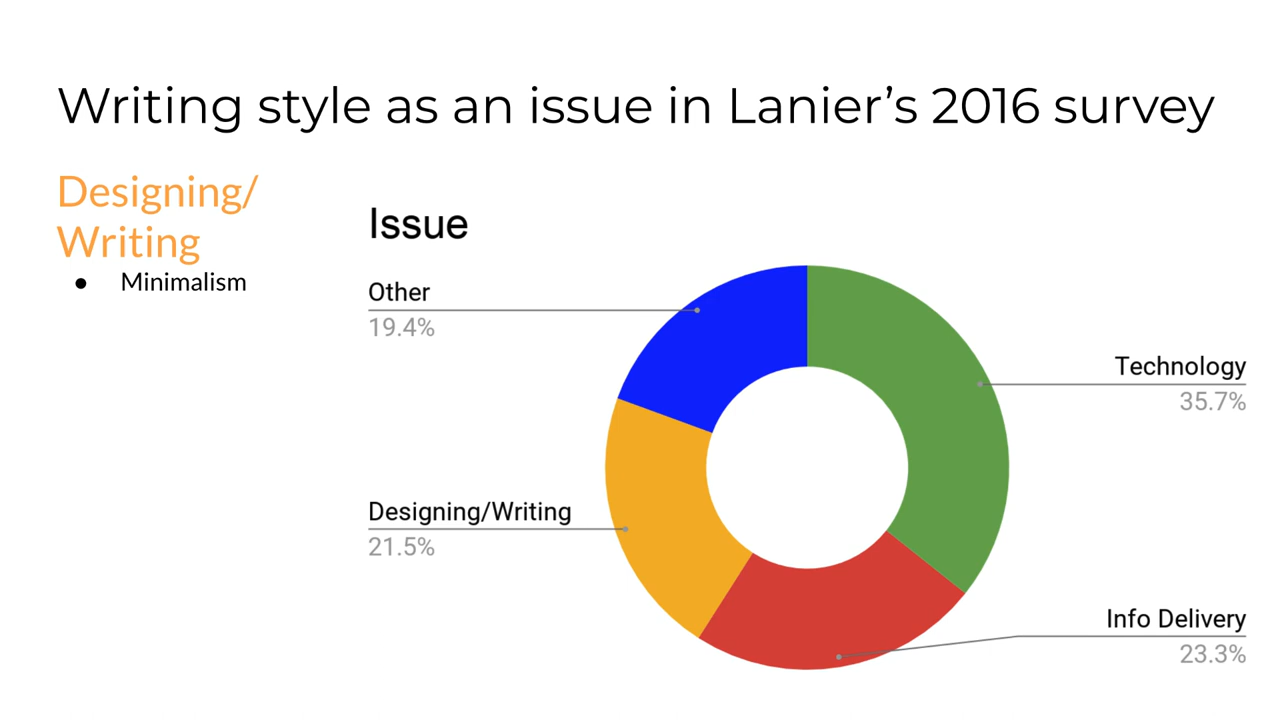 Writing style as an issue in Lanier’s 2016 survey
Designing/
Writing
● Minimalism
Issue
Other
19.4%
Technology
35.7%
Designing/Writing
21.5%
Info Delivery
23.3%